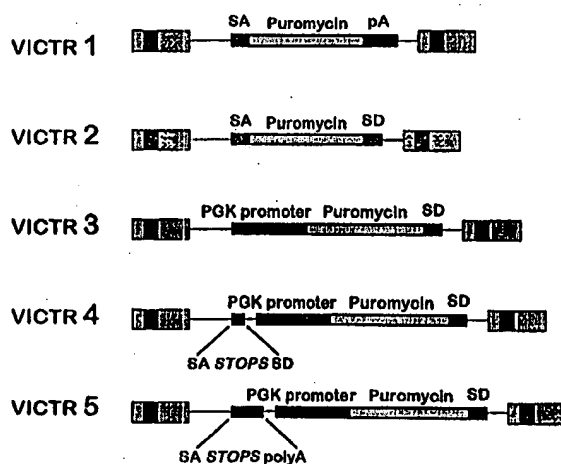 SA Puromycin pA
VICTR 1
SA Puromycin SD
VICTR 2
PGK promoter Puromycin SD
VICTR 3
PGK promoter Puromycin SD
VICTR 4
SA STOPS SD
PGK promoter Puromycin SD
VICTR 5
SA STOPS polyA